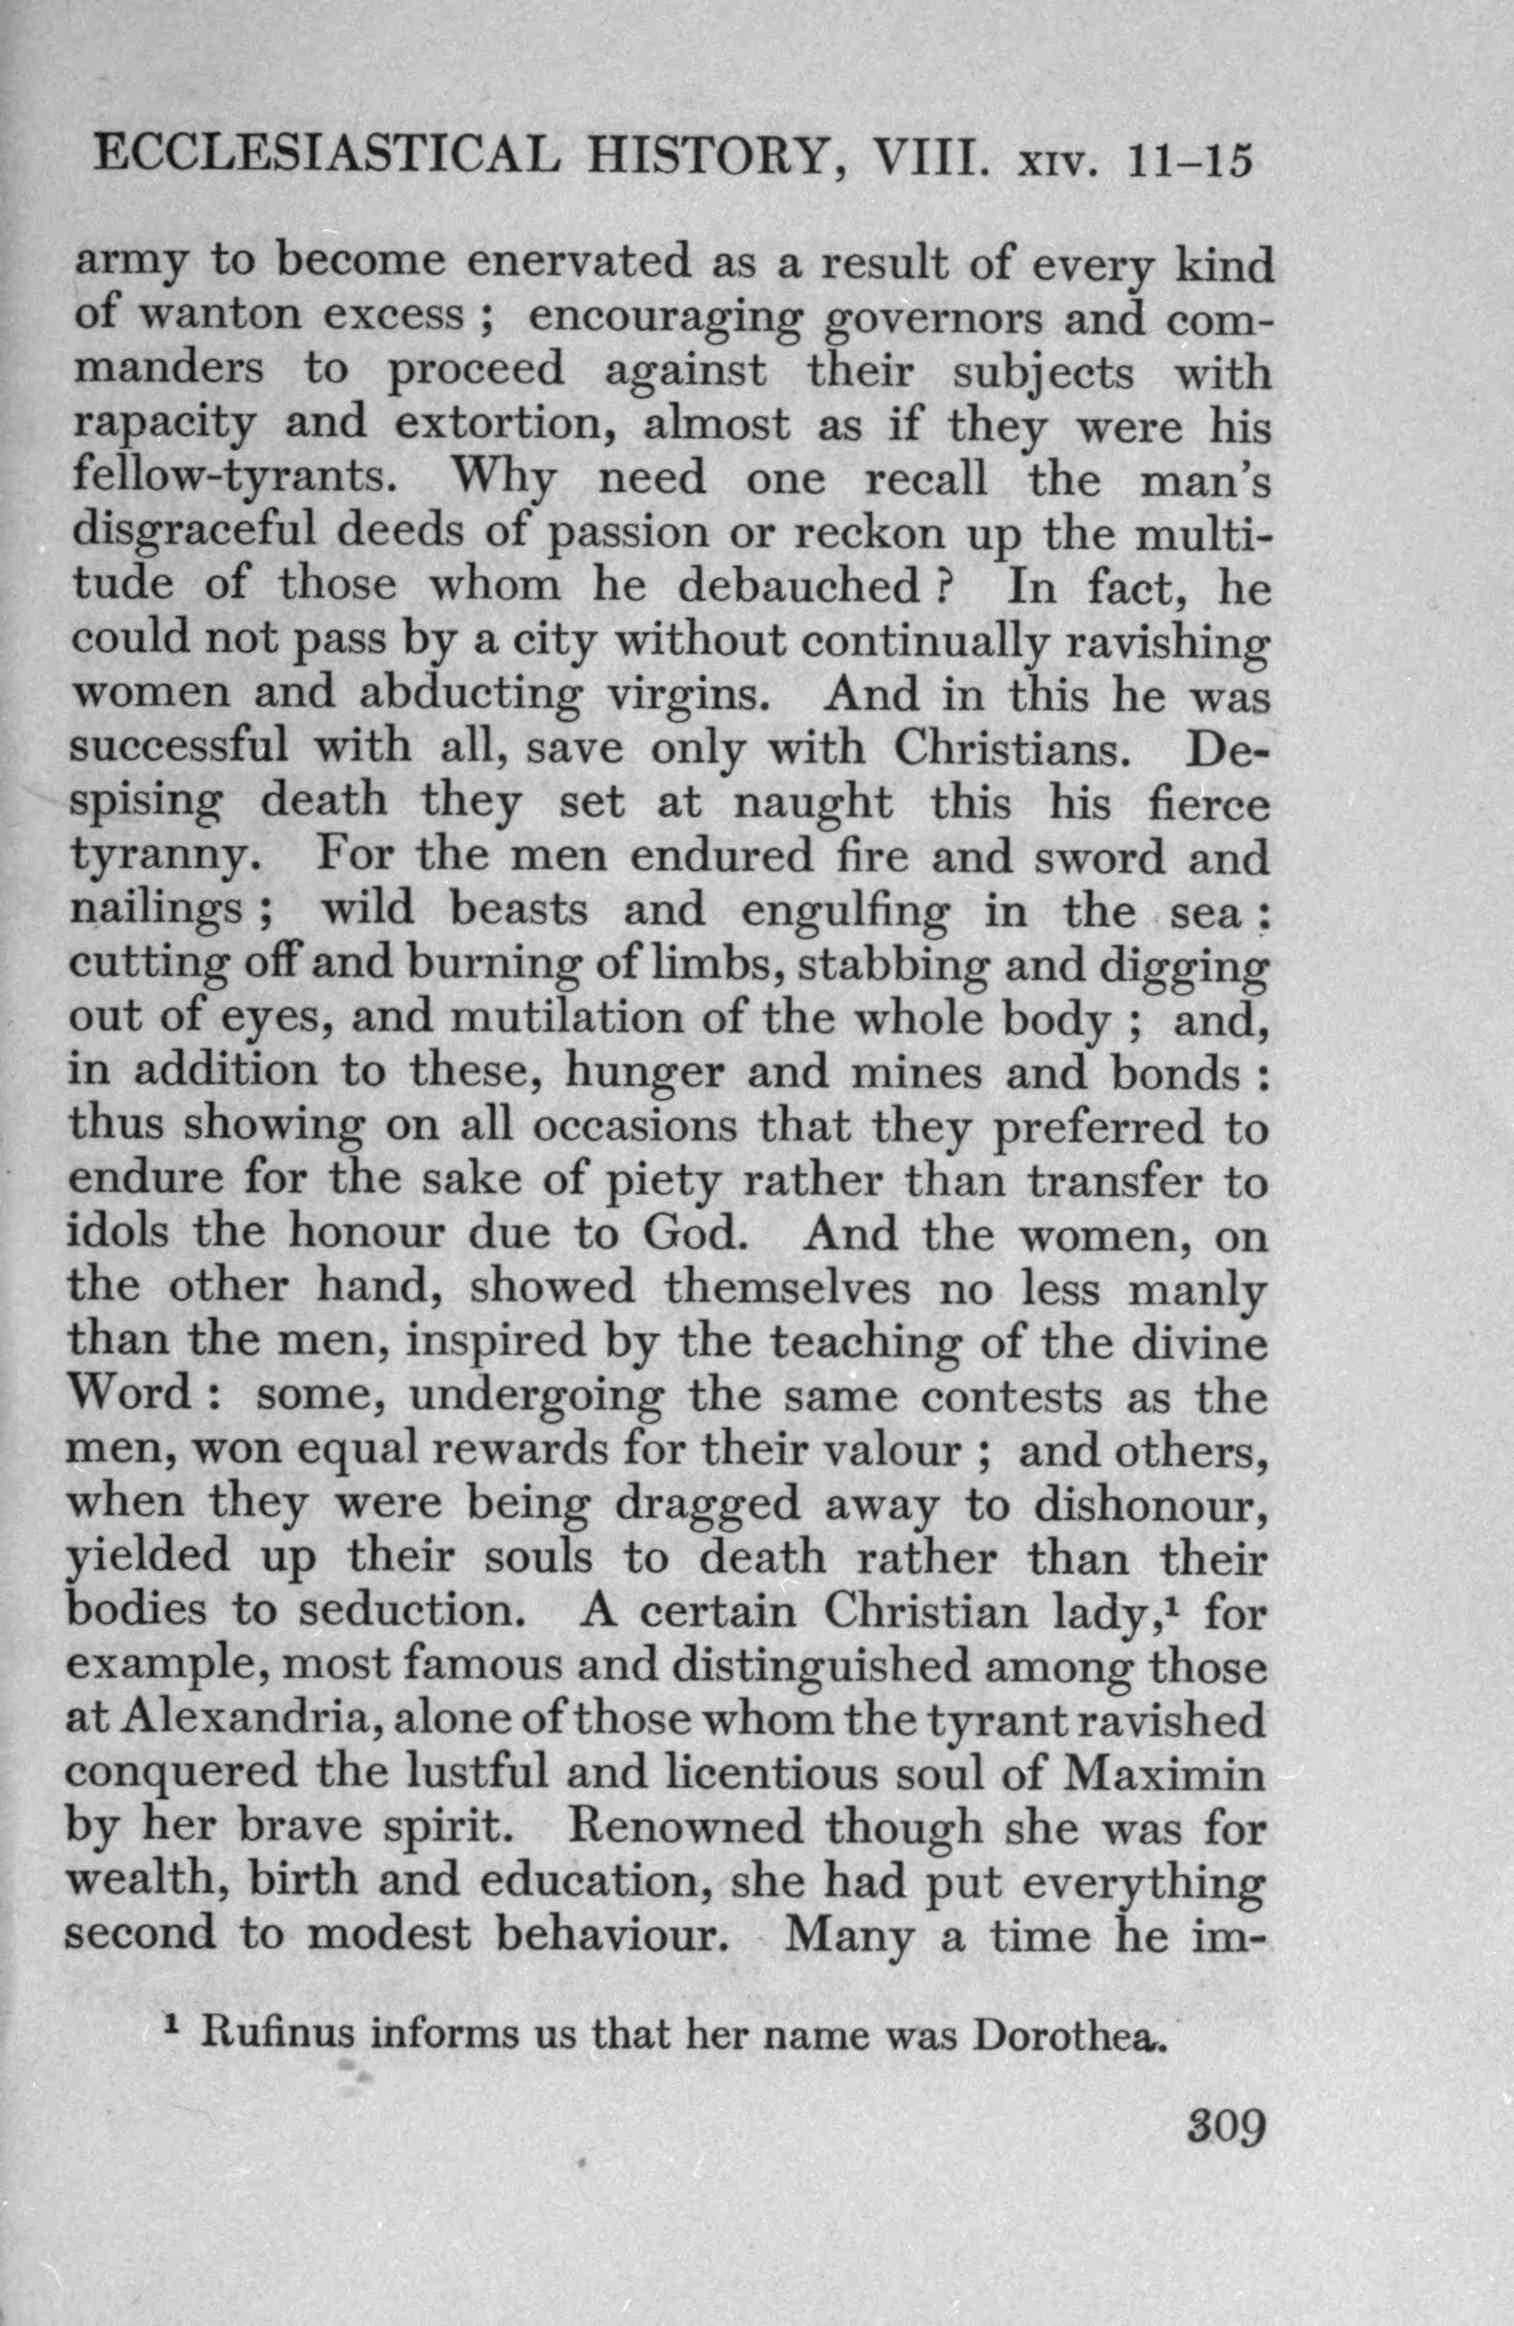 ECCLESIASTICAL HISTORY, VIII. xiv. 11–15
army to become enervated as a result of every kind
of wanton excess ; encouraging governors and com-
manders to proceed against their subjects with
rapacity and extortion, almost as if they were his
fellow-tyrants. Why need one recall the man's
disgraceful deeds of passion or reckon up the multi-
tude of those whom he debauched ? In fact, he
could not pass by a city without continually ravishing
women and abducting virgins. And in this he was
successful with all, save only with Christians. De-
spising death they set at naught this his fierce
tyranny. For the men endured fire and sword and
nailings ; wild beasts and engulfing in the sea :
cutting off and burning of limbs, stabbing and digging
out of eyes, and mutilation of the whole body ; and,
in addition to these, hunger and mines and bonds :
thus showing on all occasions that they preferred to
endure for the sake of piety rather than transfer to
idols the honour due to God. And the women, on
the other hand, showed themselves no less manly
than the men, inspired by the teaching of the divine
Word : some, undergoing the same contests as the
men, won equal rewards for their valour ; and others,
when they were being dragged away to dishonour,
yielded up their souls to death rather than their
bodies to seduction. A certain Christian lady,¹ for
example, most famous and distinguished among those
at Alexandria, alone of those whom the tyrant ravished
conquered the lustful and licentious soul of Maximin
by her brave spirit. Renowned though she was for
wealth, birth and education, she had put everything
second to modest behaviour. Many a time he im-
¹ Rufinus informs us that her name was Dorothea.
309